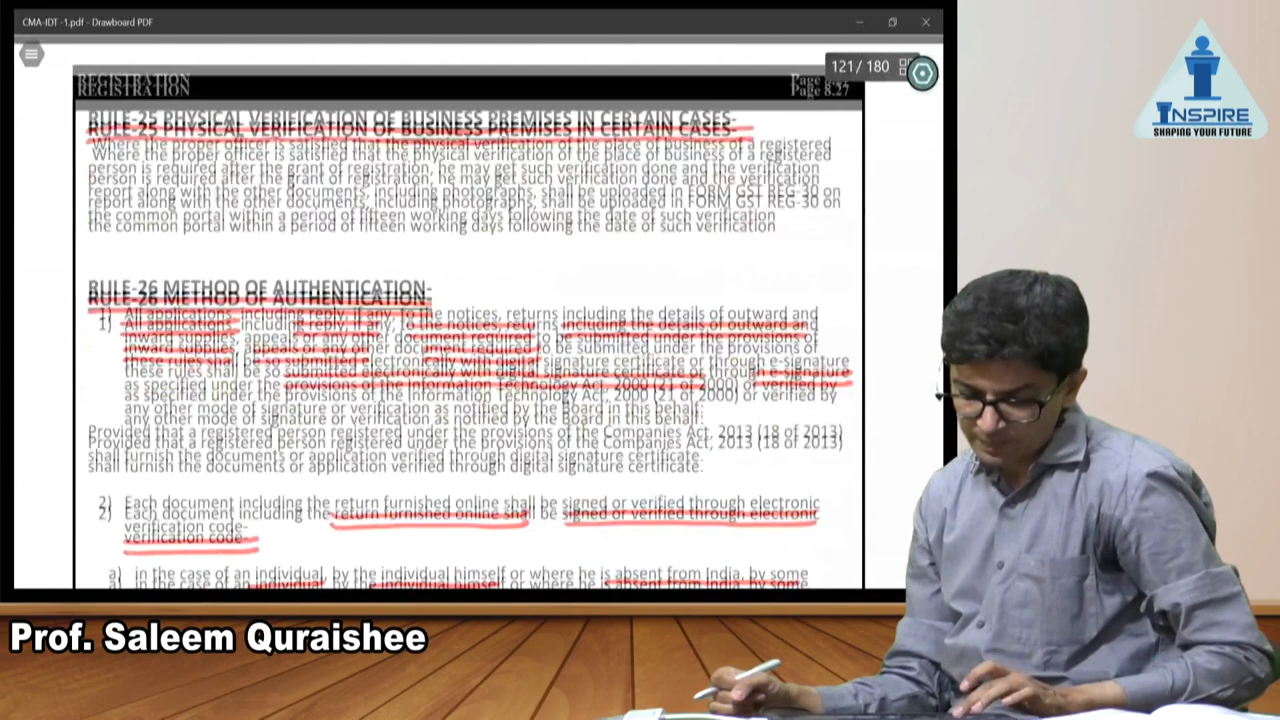 CMA-IDT -1.pdf - Drawboard PDF
121 / 180
REGISTRATION
Page 8.27
INSPIRE
SHAPING YOUR FUTURE
RULE-25 PHYSICAL VERIFICATION OF BUSINESS PREMISES IN CERTAIN CASES-
Where the proper officer is satisfied that the physical verification of the place of business of a registered
person is required after the grant of registration, he may get such verification done and the verification
report along with the other documents, including photographs, shall be uploaded in FORM GST REG-30 on
the common portal within a period of fifteen working days following the date of such verification
RULE-26 METHOD OF AUTHENTICATION-
1) All applications, including reply, if any, to the notices, returns including the details of outward and
inward supplies, appeals or any other document required to be submitted under the provisions of
these rules shall be so submitted electronically with digital signature certificate or through e-signature
as specified under the provisions of the Information Technology Act, 2000 (21 of 2000) or verified by
any other mode of signature or verification as notified by the Board in this behalf:
Provided that a registered person registered under the provisions of the Companies Act, 2013 (18 of 2013)
shall furnish the documents or application verified through digital signature certificate.
2) Each document including the return furnished online shall be signed or verified through electronic
verification code-
a) in the case of an individual, by the individual himself or where he is absent from India, by some
Prof. Saleem Quraishee